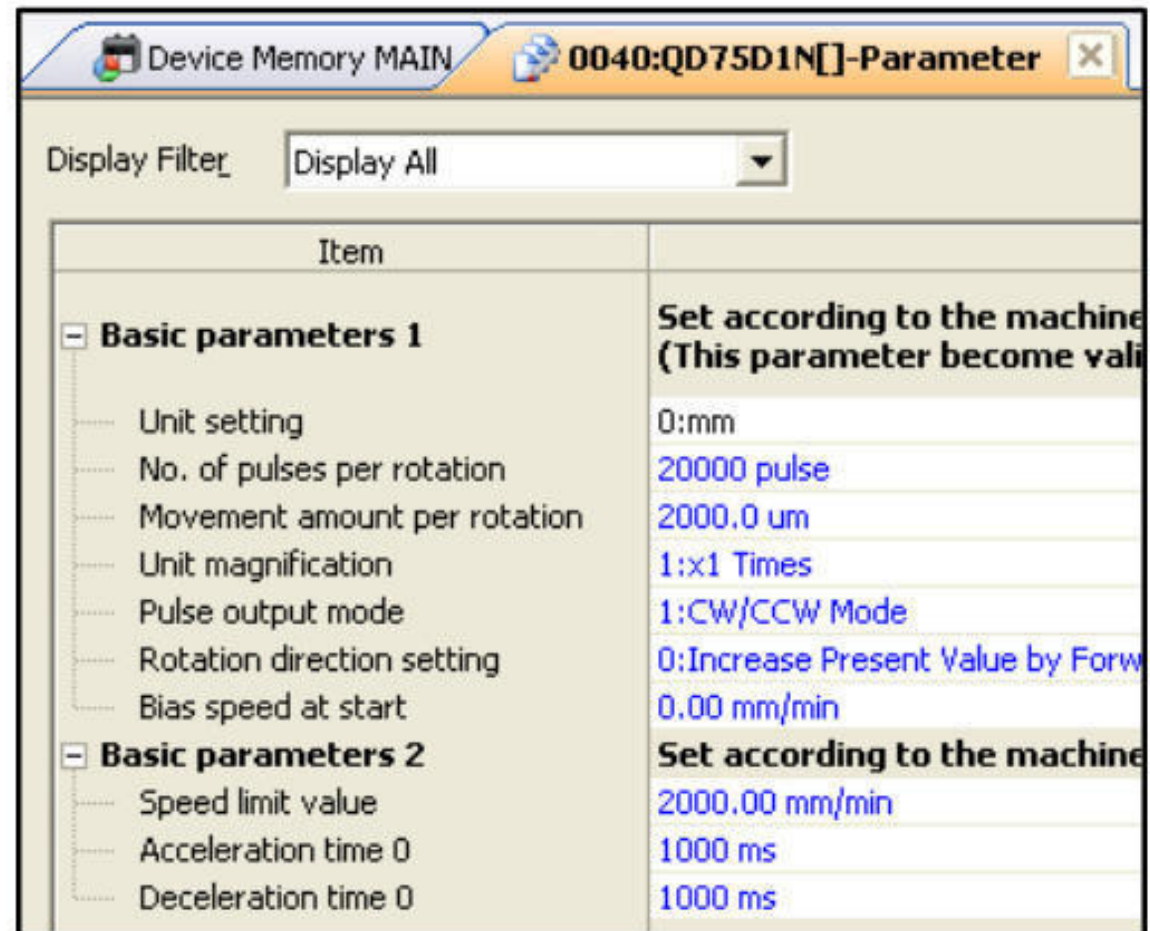 Device Memory MAIN
0040:QD75D1N[]-Parameter
Display Filter
Display All
Item
Basic parameters 1
Set according to the machine
(This parameter become vali
Unit setting
0:mm
No. of pulses per rotation
20000 pulse
Movement amount per rotation
2000.0 um
Unit magnification
1:x1 Times
Pulse output mode
1:CW/CCW Mode
Rotation direction setting
0:Increase Present Value by Forw
Bias speed at start
0.00 mm/min
Basic parameters 2
Set according to the machine
Speed limit value
2000.00 mm/min
Acceleration time 0
1000 ms
Deceleration time 0
1000 ms